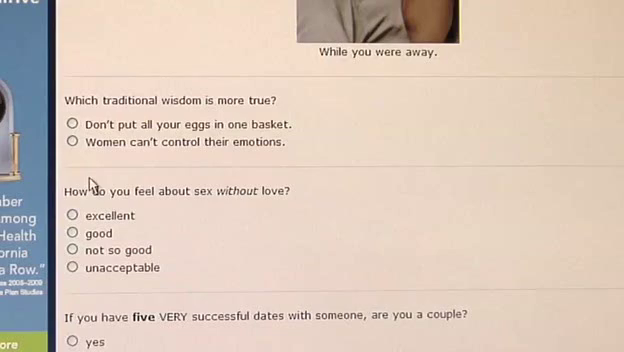 While you were away.
Which traditional wisdom is more true?
Don't put all your eggs in one basket.
Women can't control their emotions.
How do you feel about sex without love?
excellent
good
not so good
unacceptable
If you have five VERY successful dates with someone, are you a couple?
yes
mong
Health
ornia
a Row."
Plan Studies
ore